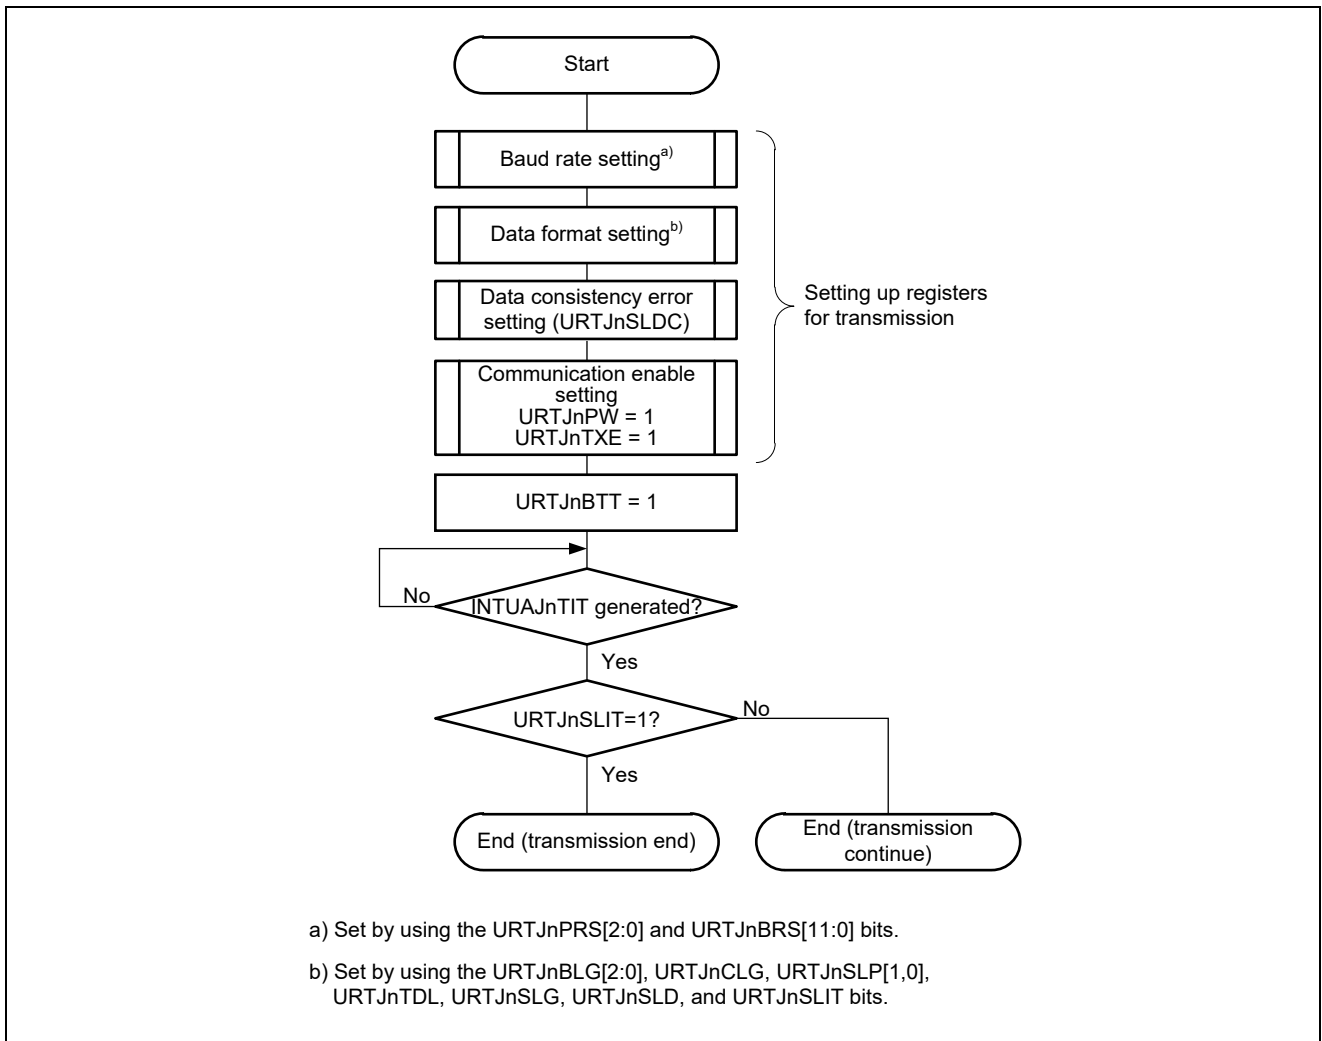 Start
Baud rate setting a)
Data format setting b)
Data consistency error
setting (URTJnSLDC)
Setting up registers
for transmission
Communication enable
setting
URTJnPW = 1
URTJnTXE = 1
URTJnBTT = 1
No
INTUAJnTIT generated?
Yes
URTJnSLIT=1?
No
Yes
End (transmission end)
End (transmission
continue)
a) Set by using the URTJnPRS[2:0] and URTJnBRS[11:0] bits.
b) Set by using the URTJnBLG[2:0], URTJnCLG, URTJnSLP[1,0],
URTJnTDL, URTJnSLG, URTJnSLD, and URTJnSLIT bits.